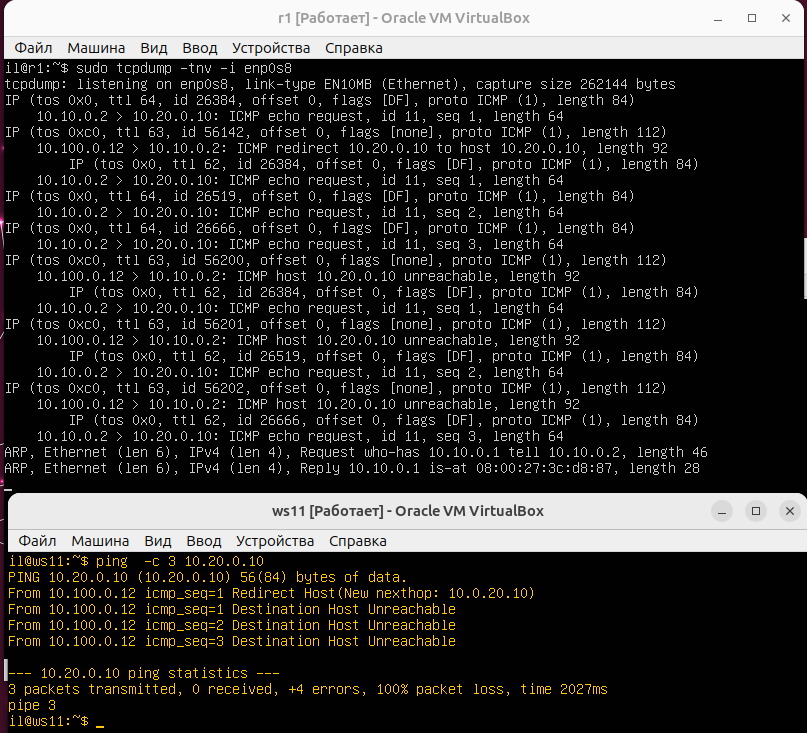 r1 [Работает] - Oracle VM VirtualBox
Файл Машина Вид Ввод Устройства Справка
il@r1:~$ sudo tcpdump -tnv -i enp0s8
tcpdump: listening on enp0s8, link-type EN10MB (Ethernet), capture size 262144 bytes
IP (tos 0x0, ttl 64, id 26384, offset 0, flags [DF], proto ICMP (1), length 84)
    10.10.0.2 > 10.20.0.10: ICMP echo request, id 11, seq 1, length 64
IP (tos 0xc0, ttl 63, id 56142, offset 0, flags [none], proto ICMP (1), length 112)
    10.100.0.12 > 10.10.0.2: ICMP redirect 10.20.0.10 to host 10.20.0.10, length 92
        IP (tos 0x0, ttl 62, id 26384, offset 0, flags [DF], proto ICMP (1), length 84)
    10.10.0.2 > 10.20.0.10: ICMP echo request, id 11, seq 1, length 64
IP (tos 0x0, ttl 64, id 26519, offset 0, flags [DF], proto ICMP (1), length 84)
    10.10.0.2 > 10.20.0.10: ICMP echo request, id 11, seq 2, length 64
IP (tos 0x0, ttl 64, id 26666, offset 0, flags [DF], proto ICMP (1), length 84)
    10.10.0.2 > 10.20.0.10: ICMP echo request, id 11, seq 3, length 64
IP (tos 0xc0, ttl 63, id 56200, offset 0, flags [none], proto ICMP (1), length 112)
    10.100.0.12 > 10.10.0.2: ICMP host 10.20.0.10 unreachable, length 92
        IP (tos 0x0, ttl 62, id 26384, offset 0, flags [DF], proto ICMP (1), length 84)
    10.10.0.2 > 10.20.0.10: ICMP echo request, id 11, seq 1, length 64
IP (tos 0xc0, ttl 63, id 56201, offset 0, flags [none], proto ICMP (1), length 112)
    10.100.0.12 > 10.10.0.2: ICMP host 10.20.0.10 unreachable, length 92
        IP (tos 0x0, ttl 62, id 26519, offset 0, flags [DF], proto ICMP (1), length 84)
    10.10.0.2 > 10.20.0.10: ICMP echo request, id 11, seq 2, length 64
IP (tos 0xc0, ttl 63, id 56202, offset 0, flags [none], proto ICMP (1), length 112)
    10.100.0.12 > 10.10.0.2: ICMP host 10.20.0.10 unreachable, length 92
        IP (tos 0x0, ttl 62, id 26666, offset 0, flags [DF], proto ICMP (1), length 84)
    10.10.0.2 > 10.20.0.10: ICMP echo request, id 11, seq 3, length 64
ARP, Ethernet (len 6), IPv4 (len 4), Request who-has 10.10.0.1 tell 10.10.0.2, length 46
ARP, Ethernet (len 6), IPv4 (len 4), Reply 10.10.0.1 is-at 08:00:27:3c:d8:87, length 28
ws11 [Работает] - Oracle VM VirtualBox
Файл Машина Вид Ввод Устройства Справка
il@ws11:~$ ping  -c 3 10.20.0.10
PING 10.20.0.10 (10.20.0.10) 56(84) bytes of data.
From 10.100.0.12 icmp_seq=1 Redirect Host(New nexthop: 10.0.20.10)
From 10.100.0.12 icmp_seq=1 Destination Host Unreachable
From 10.100.0.12 icmp_seq=2 Destination Host Unreachable
From 10.100.0.12 icmp_seq=3 Destination Host Unreachable
--- 10.20.0.10 ping statistics ---
3 packets transmitted, 0 received, +4 errors, 100% packet loss, time 2027ms
pipe 3
il@ws11:~$ _